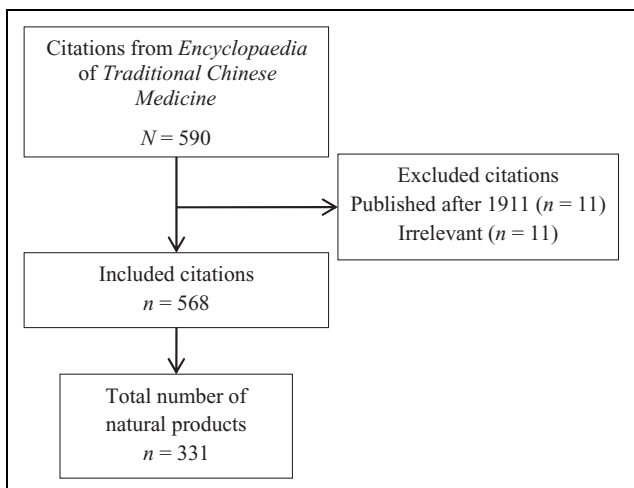 Citations from Encyclopaedia
of Traditional Chinese
Medicine
N = 590
Excluded citations
Published after 1911 (n = 11)
Irrelevant (n = 11)
Included citations
n = 568
Total number of
natural products
n = 331